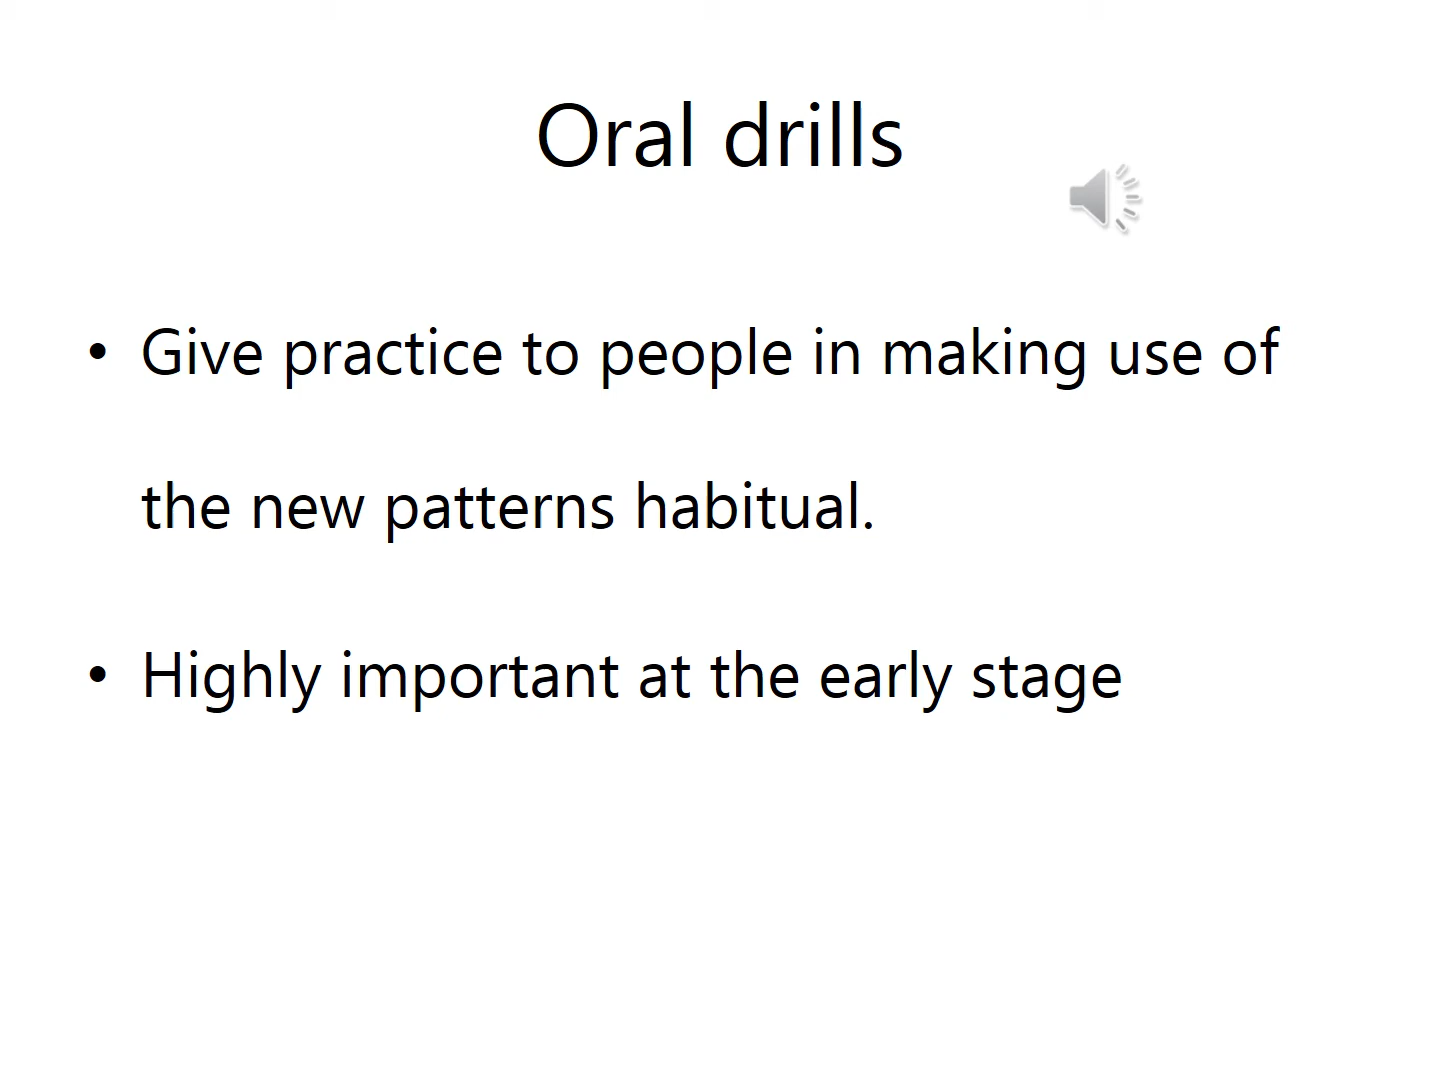 Oral drills
• Give practice to people in making use of
the new patterns habitual.
• Highly important at the early stage